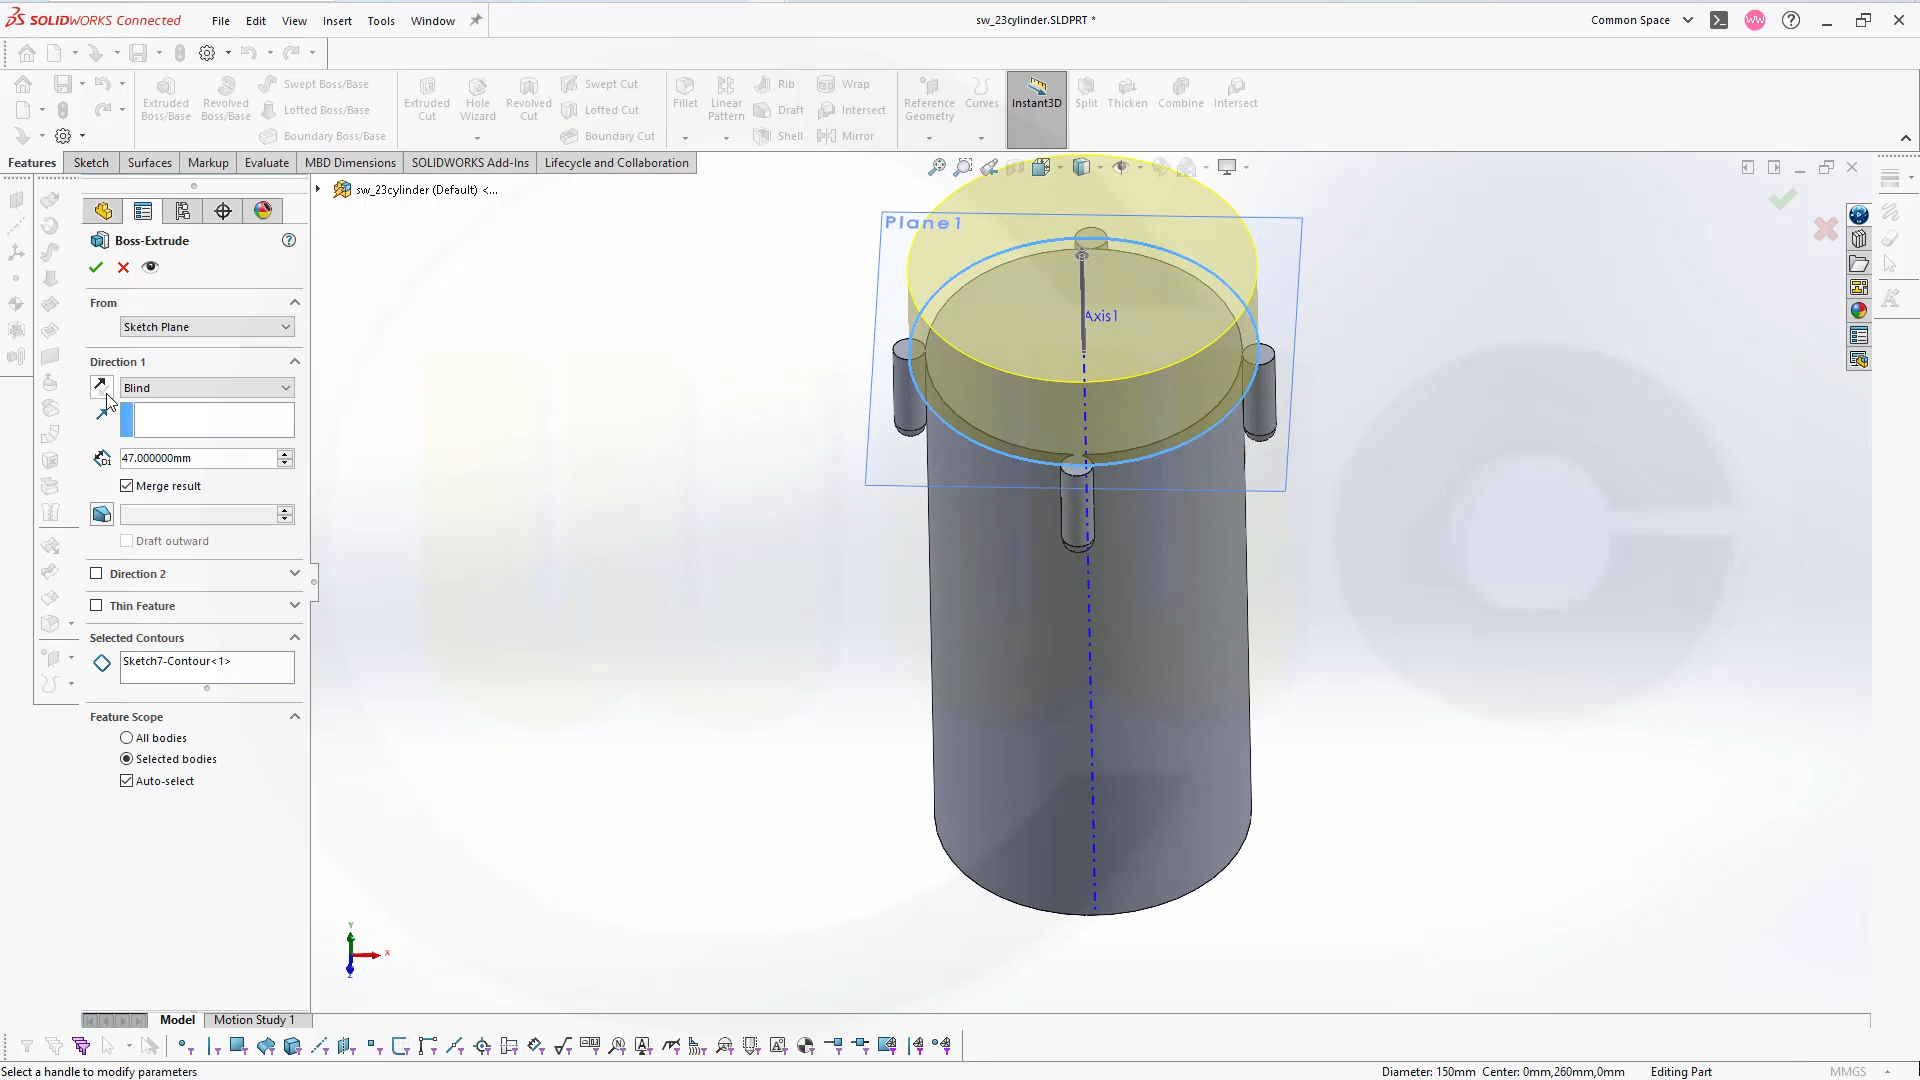 SOLIDWORKS Connected
File Edit View Insert Tools Window
sw_23cylinder.SLDPRT *
Common Space
WW
Extruded Boss/Base
Revolved Boss/Base
Swept Boss/Base
Lofted Boss/Base
Boundary Boss/Base
Extruded Cut
Hole Wizard
Revolved Cut
Swept Cut
Lofted Cut
Boundary Cut
Fillet
Linear Pattern
Rib
Draft
Shell
Wrap
Intersect
Mirror
Reference Geometry
Curves
Instant3D
Split
Thicken
Combine
Intersect
Features Sketch Surfaces Markup Evaluate MBD Dimensions SOLIDWORKS Add-Ins Lifecycle and Collaboration
sw_23cylinder (Default) <...
Boss-Extrude
From
Sketch Plane
Direction 1
Blind
47.000000mm
Merge result
Draft outward
Direction 2
Thin Feature
Selected Contours
Sketch7-Contour<1>
Feature Scope
All bodies
Selected bodies
Auto-select
Plane1
Axis1
Y
X
Z
Model Motion Study 1
Select a handle to modify parameters
Diameter: 150mm Center: 0mm,260mm,0mm
Editing Part
MMGS